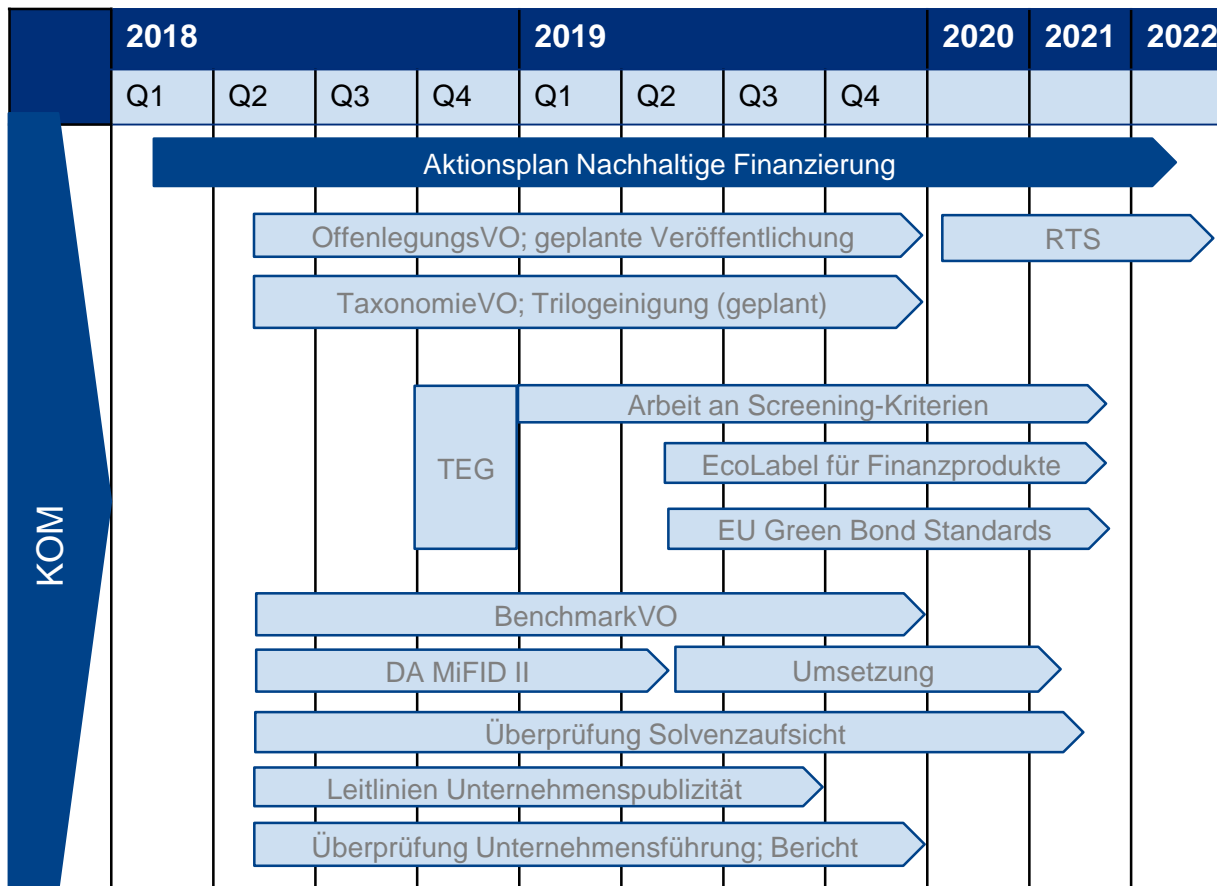 2018 2019 2020 2021 2022
Q1 Q2 Q3 Q4 Q1 Q2 Q3 Q4
KOM
Aktionsplan Nachhaltige Finanzierung
OffenlegungsVO; geplante Veröffentlichung RTS
TaxonomieVO; Trilogeinigung (geplant)
TEG
Arbeit an Screening-Kriterien
EcoLabel für Finanzprodukte
EU Green Bond Standards
BenchmarkVO
DA MiFID II Umsetzung
Überprüfung Solvenzaufsicht
Leitlinien Unternehmenspublizität
Überprüfung Unternehmensführung; Bericht